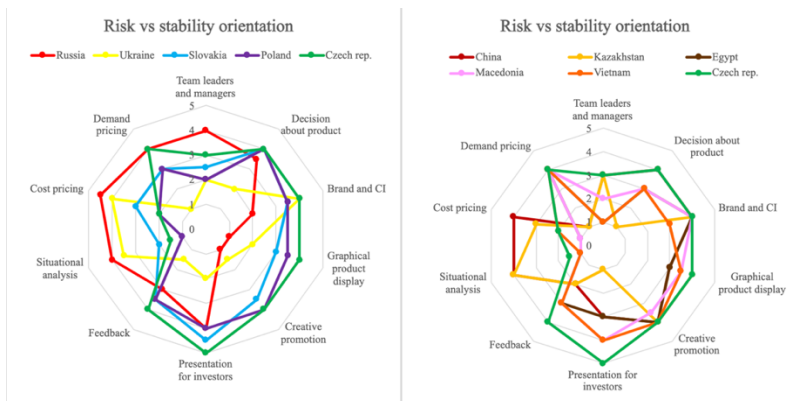 Risk vs stability orientation
Russia Ukraine Slovakia Poland Czech rep.
Team leaders
and managers
Decision
about product
Brand and CI
Graphical
product
display
Creative
promotion
Presentation
for investors
Feedback
Situational
analysis
Cost pricing
Demand
pricing
5
4
3
2
1
0
Risk vs stability orientation
China Kazakhstan Egypt
Macedonia Vietnam Czech rep.
Team leaders
and managers
Decision about
product
Brand and CI
Graphical
product display
Creative
promotion
Presentation for
investors
Feedback
Situational
analysis
Cost pricing
Demand pricing
5
4
3
2
1
0